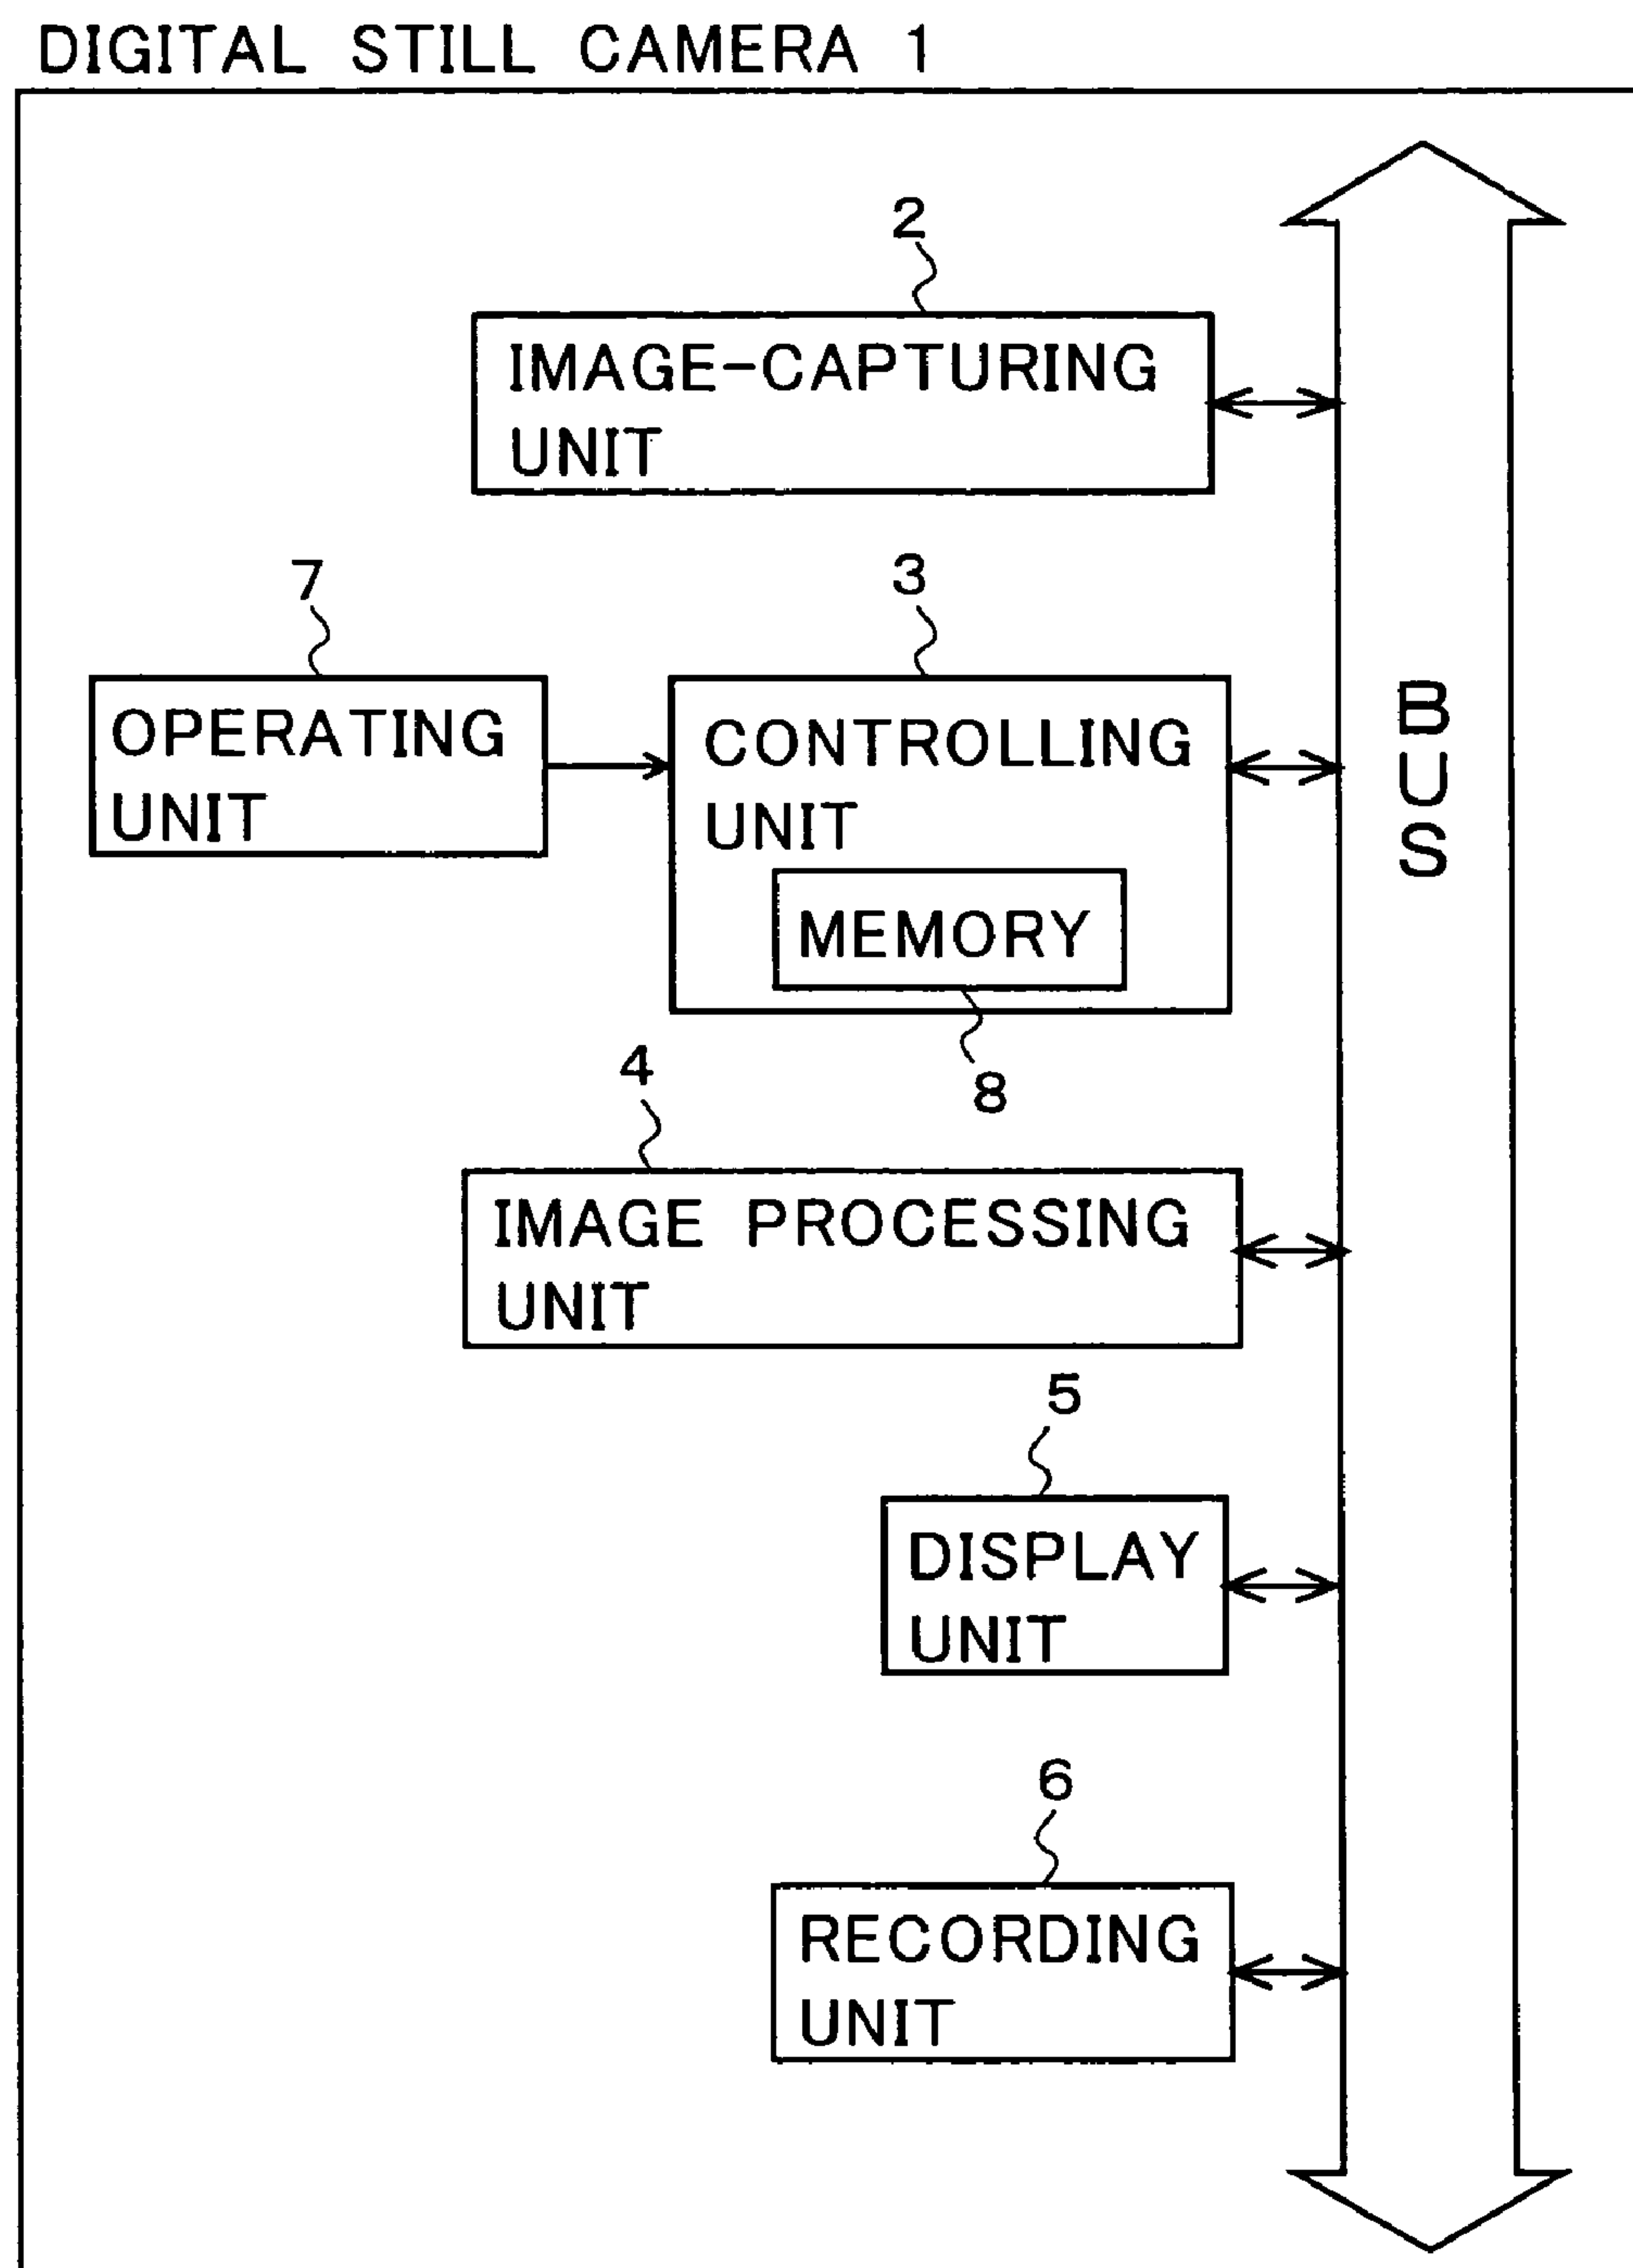 DIGITAL STILL CAMERA 1
2
IMAGE-CAPTURING
UNIT
7
OPERATING
UNIT
3
CONTROLLING
UNIT
MEMORY
8
BUS
4
IMAGE PROCESSING
UNIT
5
DISPLAY
UNIT
6
RECORDING
UNIT